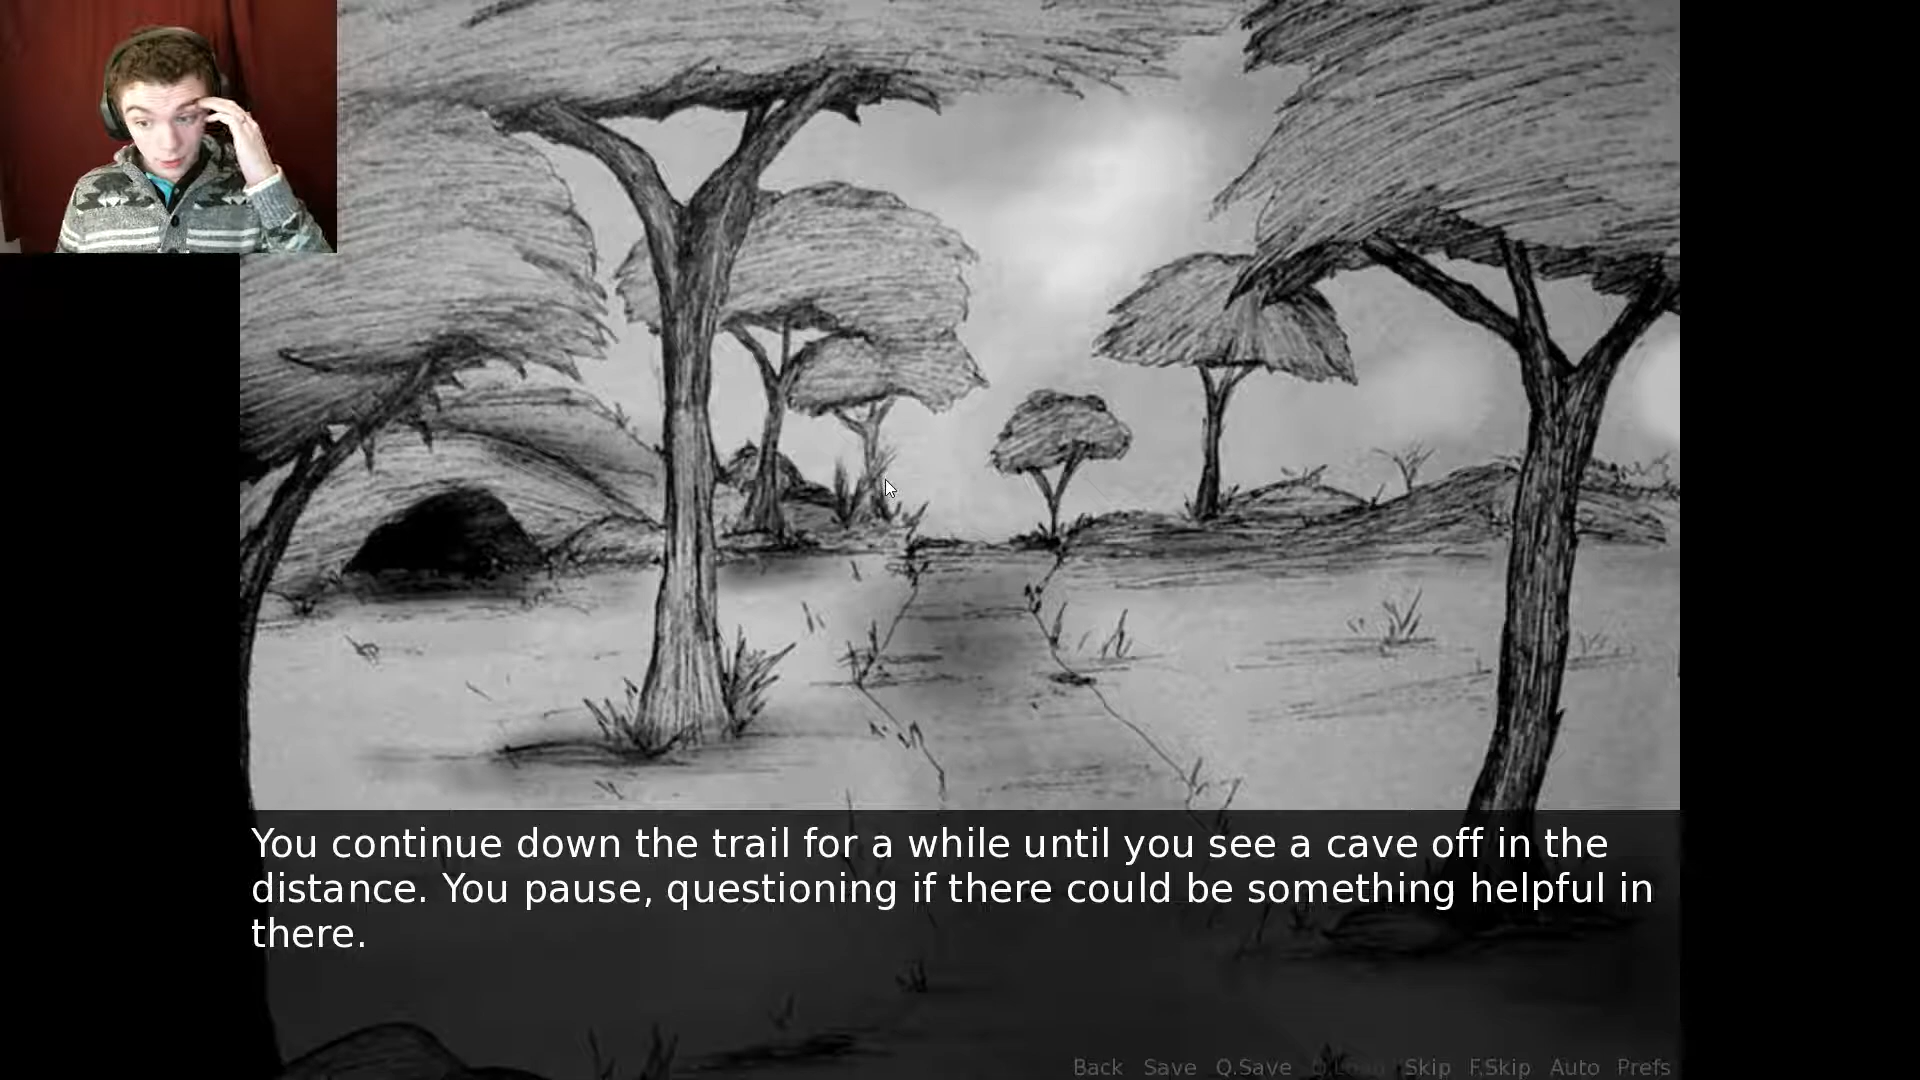 You continue down the trail for a while until you see a cave off in the
distance. You pause, questioning if there could be something helpful in
there.
Back Save Q.Save Q.Load Skip F.Skip Auto Prefs